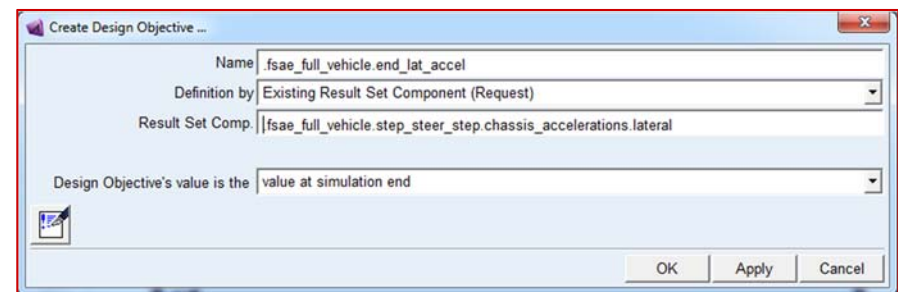 Create Design Objective ...
Name .fsae_full_vehicle.end_lat_accel
Definition by Existing Result Set Component (Request)
Result Set Comp. .fsae_full_vehicle.step_steer_step.chassis_accelerations.lateral
Design Objective's value is the value at simulation end
OK Apply Cancel